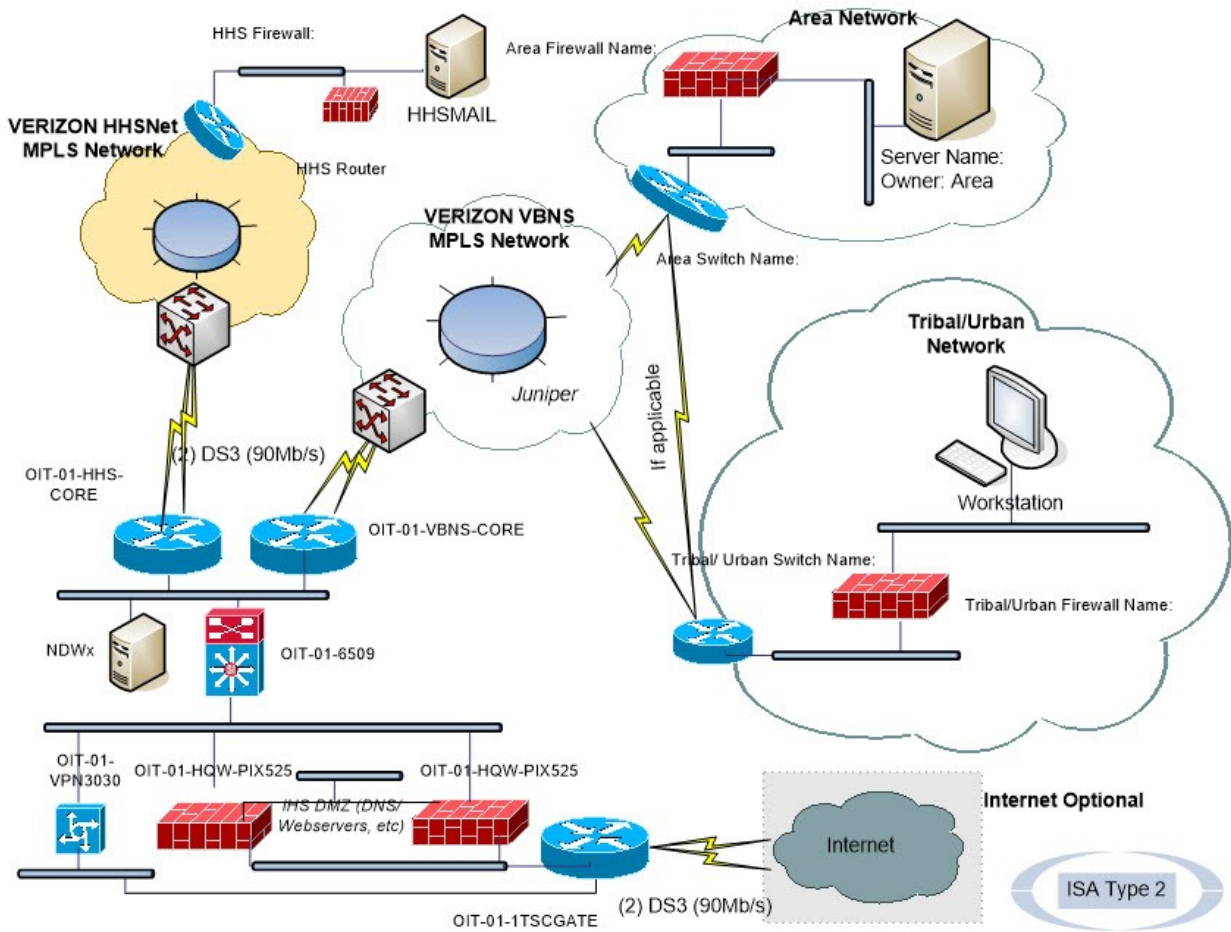 HHS Firewall:
HHSMAIL
VERIZON HHSNet
MPLS Network
HHS Router
Area Network
Area Firewall Name:
Server Name:
Owner: Area
Area Switch Name:
VERIZON VBNS
MPLS Network
Juniper
If applicable
Tribal/Urban
Network
Workstation
Tribal/ Urban Switch Name:
Tribal/Urban Firewall Name:
(2) DS3 (90Mb/s)
OIT-01-HHS-
CORE
OIT-01-VBNS-CORE
NDWx
OIT-01-6509
OIT-01-
VPN3030
OIT-01-HQW-PIX525
OIT-01-HQW-PIX525
IHS DMZ (DNS/
Webservers, etc)
OIT-01-1TSCGATE
(2) DS3 (90Mb/s)
Internet
Internet Optional
ISA Type 2